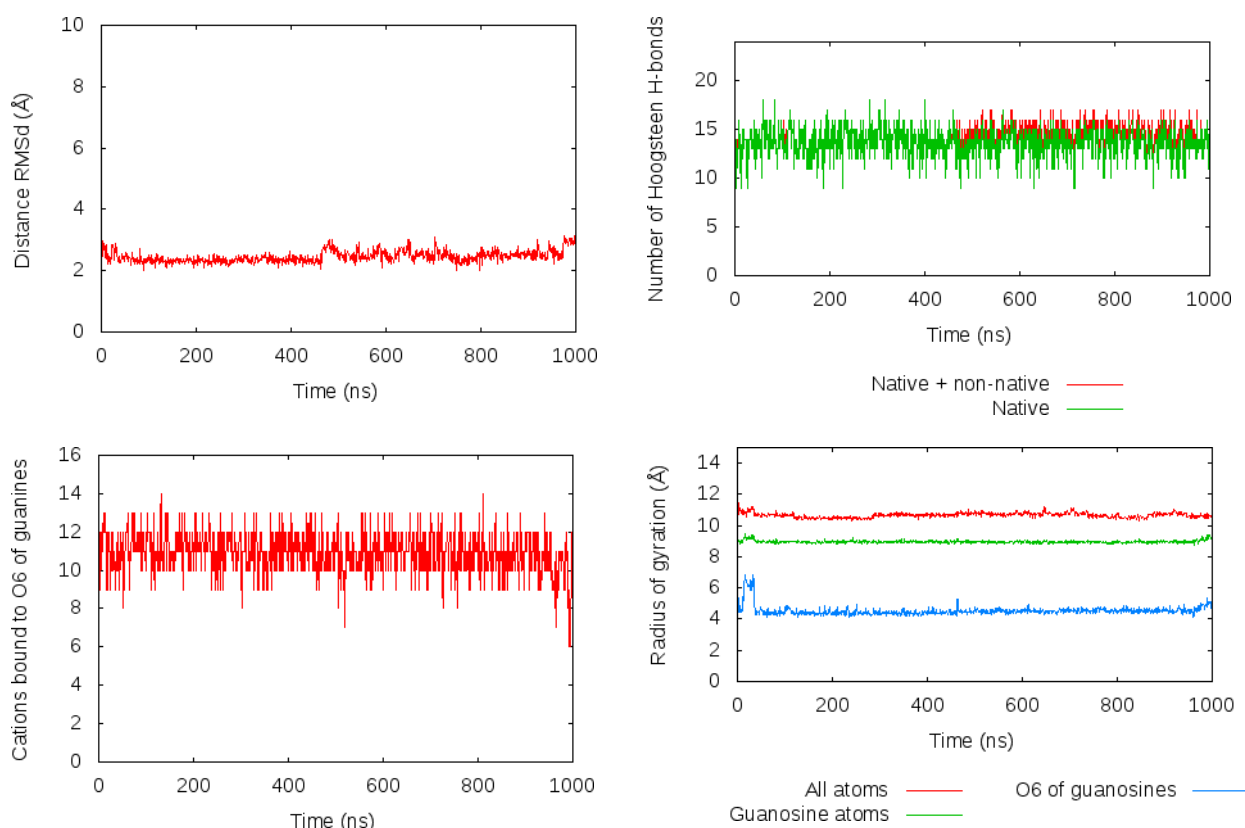 Distance RMSd (Å)
10
8
6
4
2
0
0 200 400 600 800 1000
Time (ns)
Number of Hoogsteen H-bonds
20
15
10
5
0
0 200 400 600 800 1000
Time (ns)
Native + non-native
Native
Cations bound to O6 of guanines
16
14
12
10
8
6
4
2
0
0 200 400 600 800 1000
Time (ns)
Radius of gyration (Å)
14
12
10
8
6
4
2
0
0 200 400 600 800 1000
Time (ns)
All atoms
Guanosine atoms
O6 of guanosines